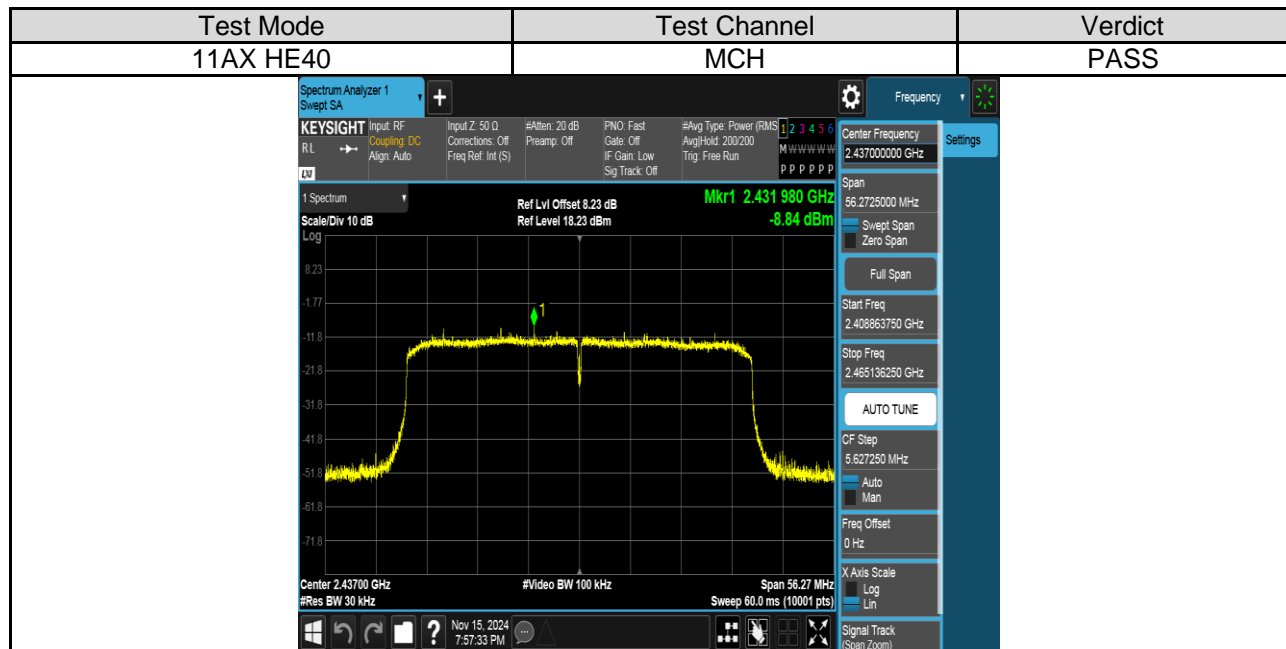 Test Mode Test Channel Verdict
11AX HE40 MCH PASS
Spectrum Analyzer 1
Swept SA
+
Frequency
KEYSIGHT Input: RF Input Z: 50 Ω #Atten: 20 dB PNO: Fast #Avg Type: Power (RMS 1 2 3 4 5 6
RL Coupling: DC Corrections: Off Preamp: Off Gate: Off Avg|Hold: 200/200 M W W W W W
Align: Auto Freq Ref: Int (S) IF Gain: Low Trig: Free Run
LXI Sig Track: Off P P P P P P
Center Frequency
2.437000000 GHz
Settings
Span
56.2725000 MHz
Swept Span
Zero Span
Full Span
Start Freq
2.408863750 GHz
Stop Freq
2.465136250 GHz
AUTO TUNE
CF Step
5.627250 MHz
Auto
Man
Freq Offset
0 Hz
X Axis Scale
Log
Lin
Signal Track
(Span Zoom)
1 Spectrum Ref Lvl Offset 8.23 dB Mkr1 2.431 980 GHz
Scale/Div 10 dB Ref Level 18.23 dBm -8.84 dBm
Log
8.23
-1.77
1
-11.8
-21.8
-31.8
-41.8
-51.8
-61.8
-71.8
Center 2.43700 GHz #Video BW 100 kHz Span 56.27 MHz
#Res BW 30 kHz Sweep 60.0 ms (10001 pts)
? Nov 15, 2024
7:57:33 PM